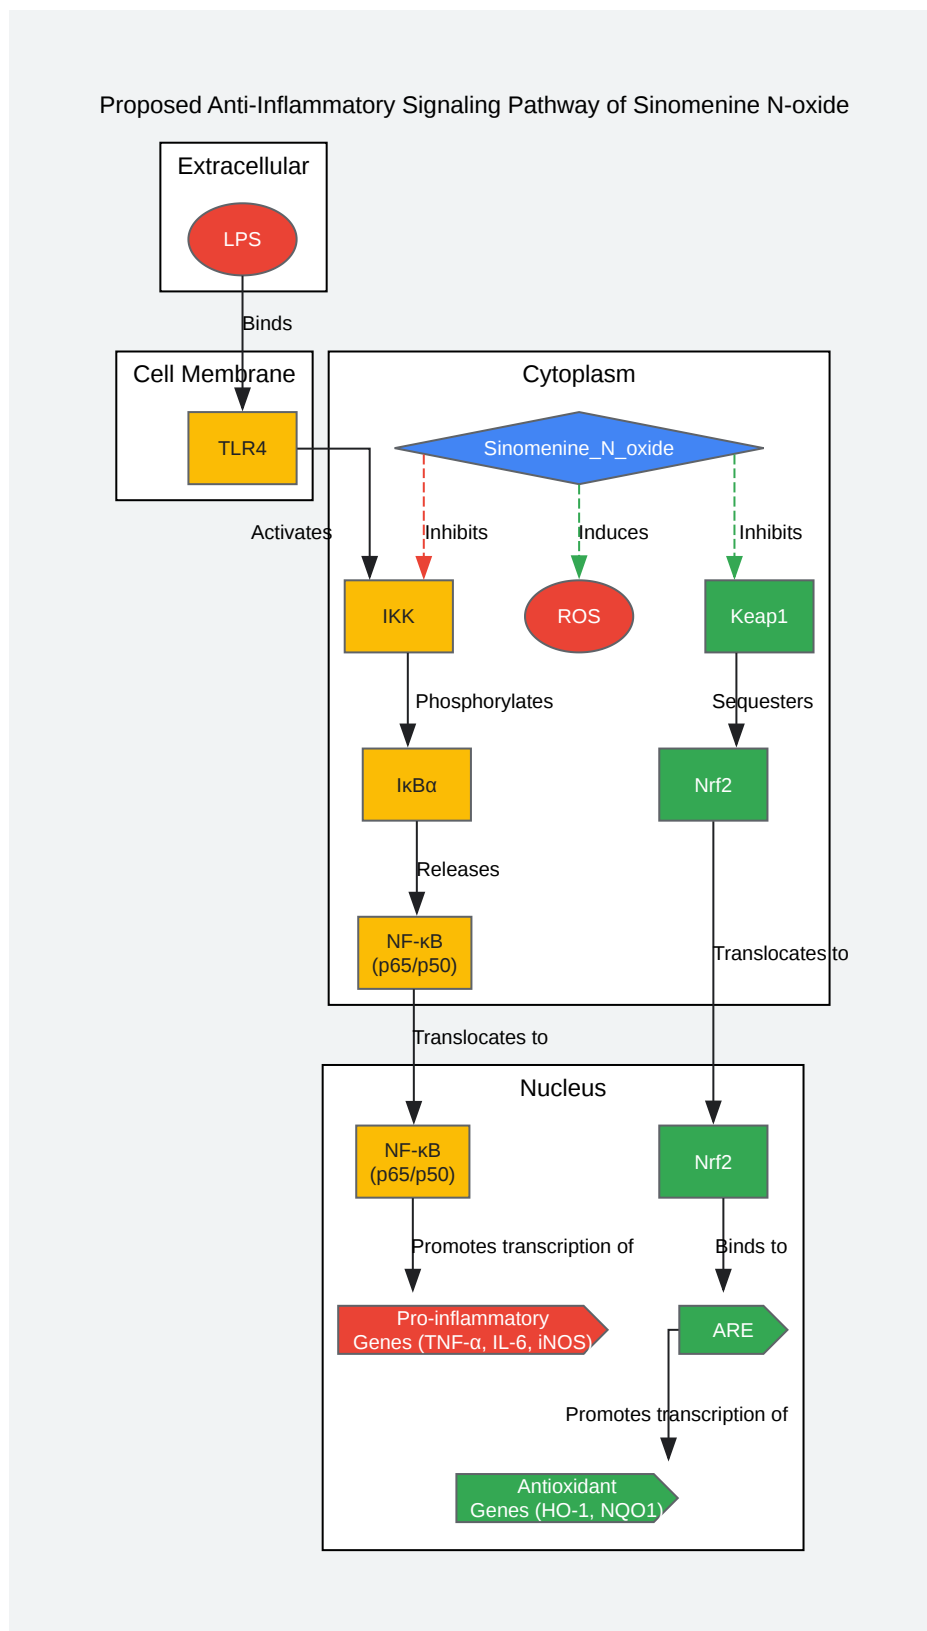 Proposed Anti-Inflammatory Signaling Pathway of Sinomenine N-oxide
Extracellular
LPS
Binds
Cell Membrane
TLR4
Cytoplasm
Sinomenine_N_oxide
Activates
Inhibits
Induces
Inhibits
IKK
ROS
Keap1
Phosphorylates
Sequesters
IκBα
Nrf2
Releases
NF-κB
(p65/p50)
Translocates to
Translocates to
Nucleus
NF-κB
(p65/p50)
Nrf2
Promotes transcription of
Binds to
Pro-inflammatory
Genes (TNF-α, IL-6, iNOS)
ARE
Promotes transcription of
Antioxidant
Genes (HO-1, NQO1)